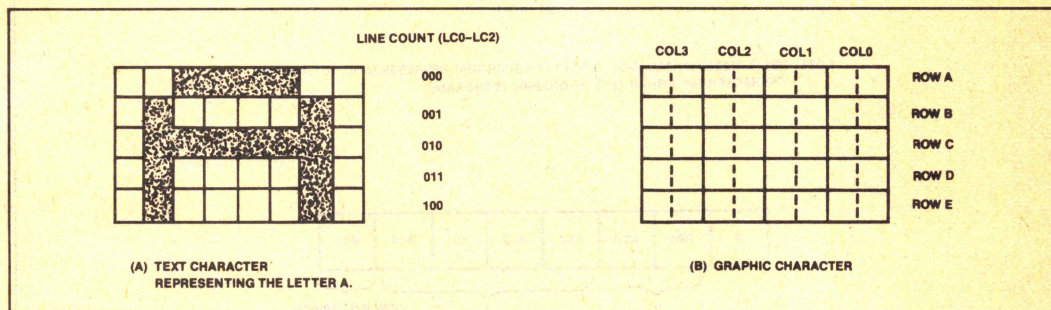 LINE COUNT (LC0–LC2)
000
001
010
011
100
(A) TEXT CHARACTER
REPRESENTING THE LETTER A.
COL3 COL2 COL1 COL0
ROW A
ROW B
ROW C
ROW D
ROW E
(B) GRAPHIC CHARACTER